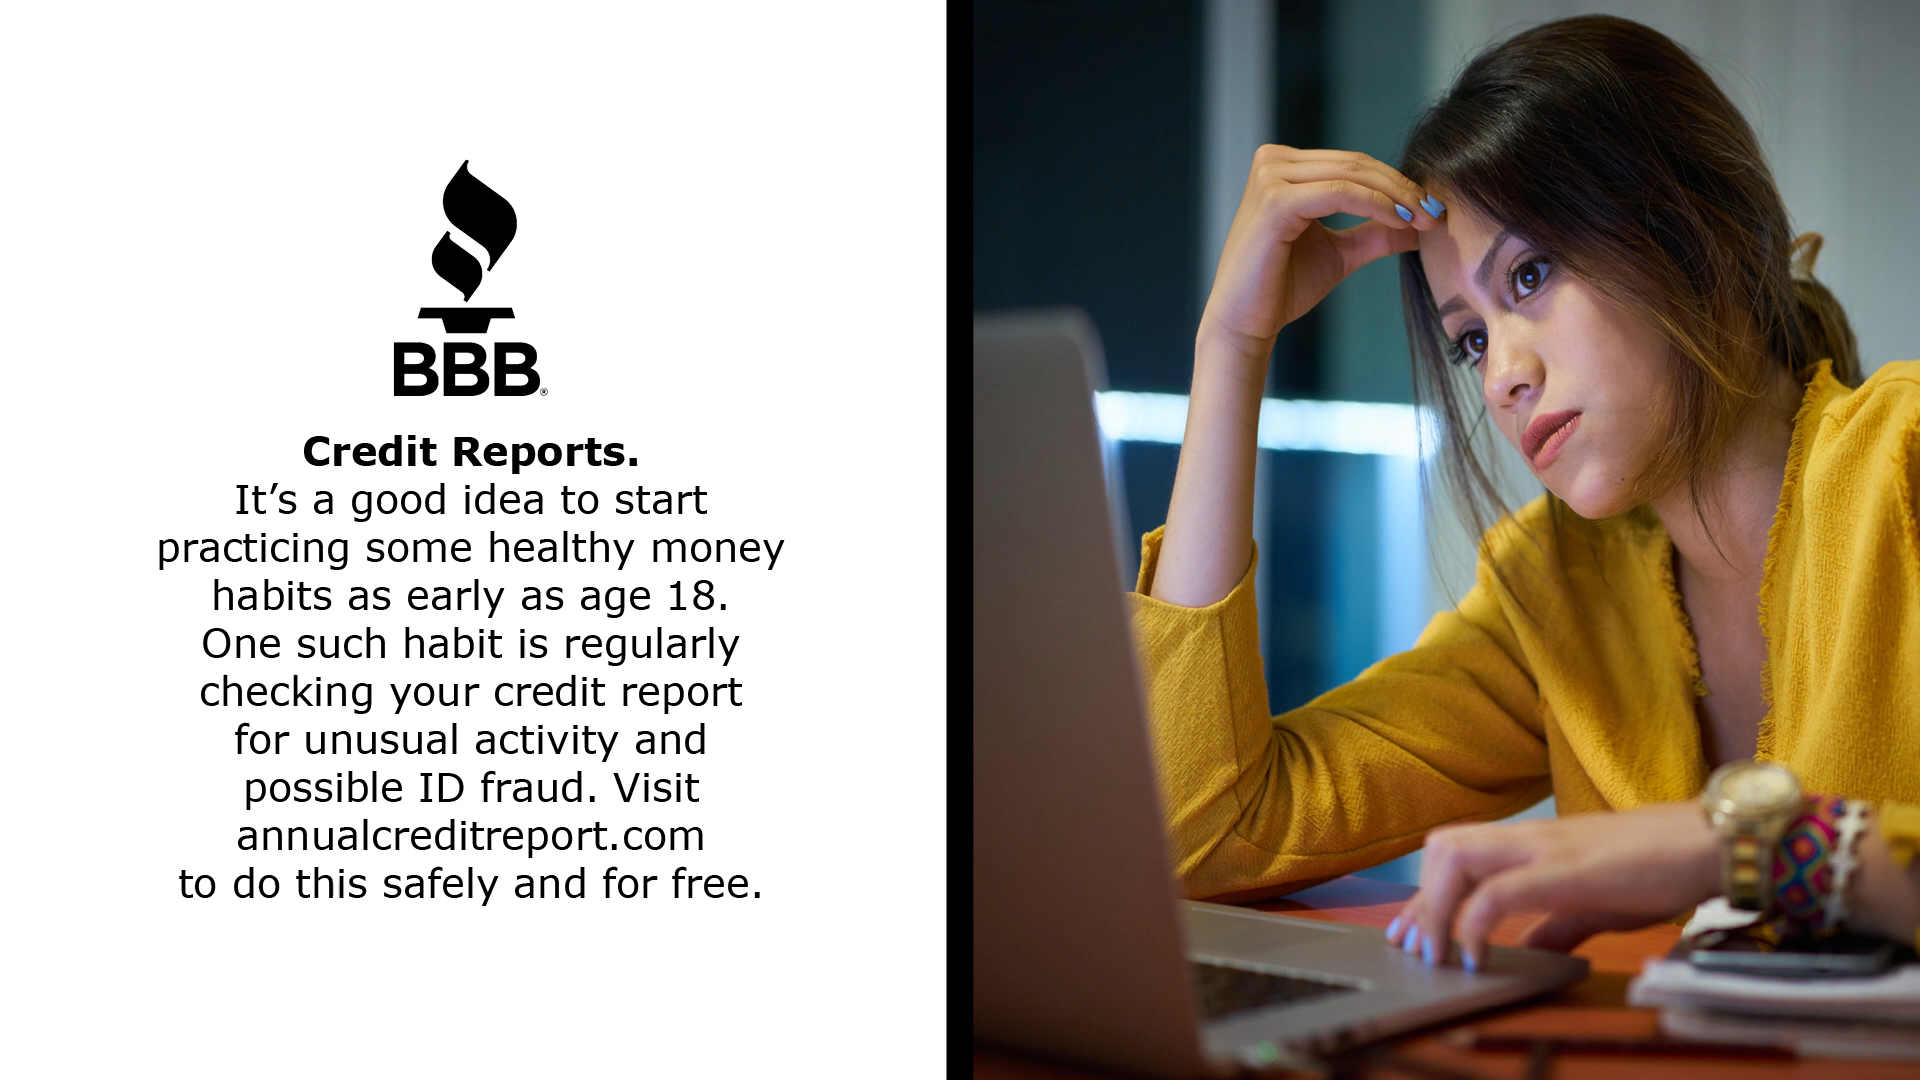 BBB®
Credit Reports.
It’s a good idea to start
practicing some healthy money
habits as early as age 18.
One such habit is regularly
checking your credit report
for unusual activity and
possible ID fraud. Visit
annualcreditreport.com
to do this safely and for free.